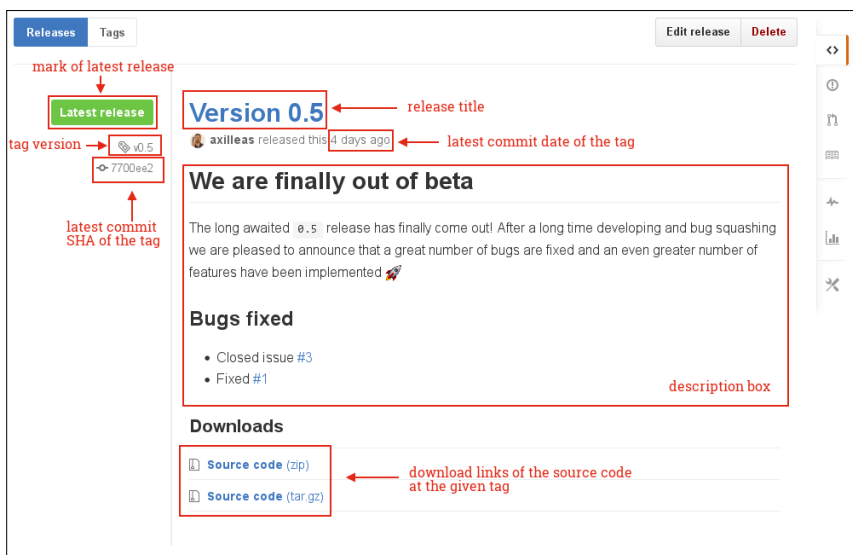 Releases Tags Edit release Delete
mark of latest release
Latest release
Version 0.5
release title
axilleas released this 4 days ago
latest commit date of the tag
tag version
v0.5
7700ee2
latest commit
SHA of the tag
We are finally out of beta
The long awaited 0.5 release has finally come out! After a long time developing and bug squashing
we are pleased to announce that a great number of bugs are fixed and an even greater number of
features have been implemented 🚀
Bugs fixed
• Closed issue #3
• Fixed #1
description box
Downloads
Source code (zip)
Source code (tar.gz)
download links of the source code
at the given tag